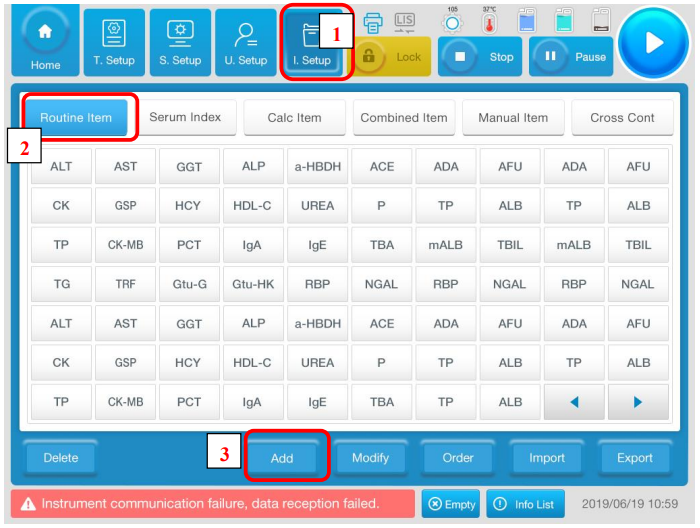 105 37℃
1 LIS
Home T. Setup S. Setup U. Setup I. Setup Lock Stop Pause
Routine Item Serum Index Calc Item Combined Item Manual Item Cross Cont
2
ALT AST GGT ALP a-HBDH ACE ADA AFU ADA AFU
CK GSP HCY HDL-C UREA P TP ALB TP ALB
TP CK-MB PCT IgA IgE TBA mALB TBIL mALB TBIL
TG TRF Gtu-G Gtu-HK RBP NGAL RBP NGAL RBP NGAL
ALT AST GGT ALP a-HBDH ACE ADA AFU ADA AFU
CK GSP HCY HDL-C UREA P TP ALB TP ALB
TP CK-MB PCT IgA IgE TBA TP ALB
Delete 3 Add Modify Order Import Export
Instrument communication failure, data reception failed. Empty Info List 2019/06/19 10:59